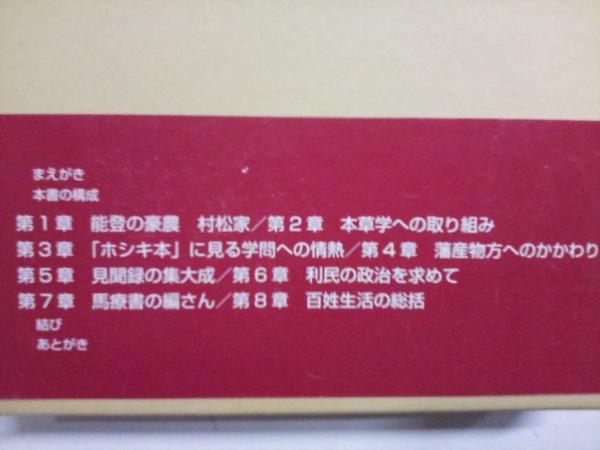 まえがき
本書の構成
第1章　能登の豪農　村松家／第2章　本草学への取り組み
第3章　「ホシキ本」に見る学問への情熱／第4章　藩産物方へのかかわり
第5章　見聞録の集大成／第6章　利民の政治を求めて
第7章　馬療書の編さん／第8章　百姓生活の総括
結び
あとがき